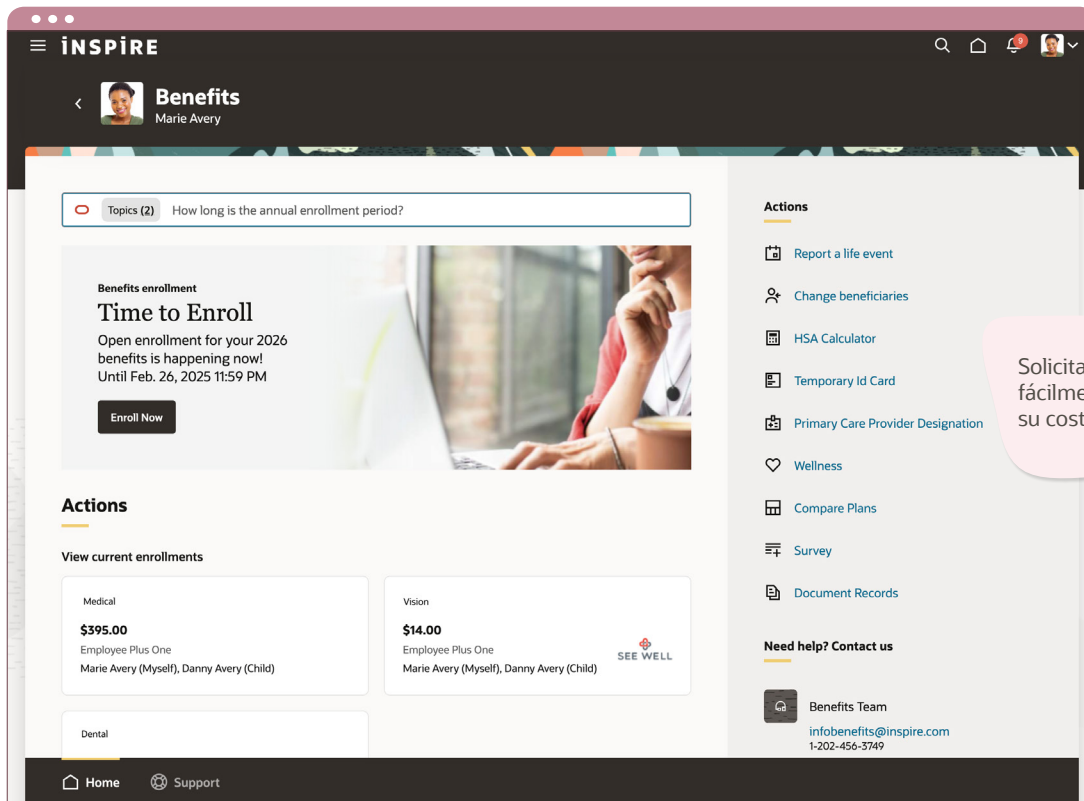 iNSPiRE
9
Benefits
Marie Avery
Topics (2) How long is the annual enrollment period?
Benefits enrollment
Time to Enroll
Open enrollment for your 2026
benefits is happening now!
Until Feb. 26, 2025 11:59 PM
Enroll Now
Actions
View current enrollments
Medical
$395.00
Employee Plus One
Marie Avery (Myself), Danny Avery (Child)
Vision
$14.00
Employee Plus One
Marie Avery (Myself), Danny Avery (Child)
SEE WELL
Dental
Actions
Report a life event
Change beneficiaries
HSA Calculator
Temporary Id Card
Primary Care Provider Designation
Wellness
Compare Plans
Survey
Document Records
Need help? Contact us
Benefits Team
infobenefits@inspire.com
1-202-456-3749
Solicita
fácilme
su cost
Home
Support